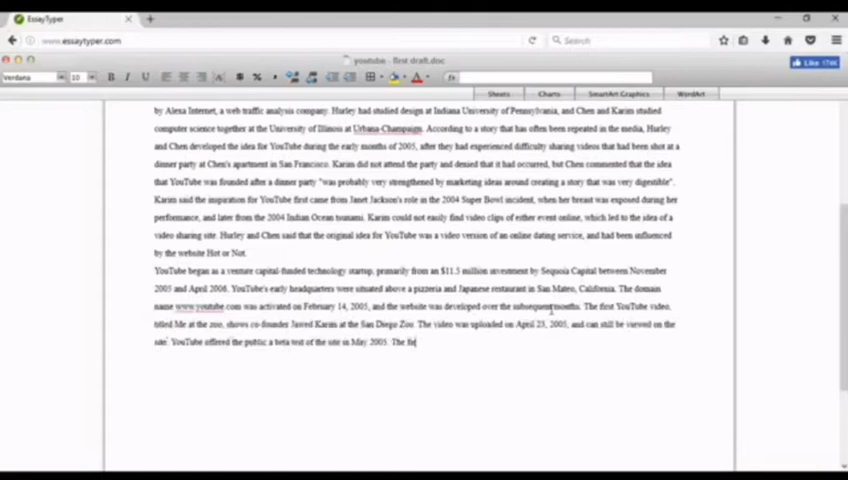 EssayTyper
www.essaytyper.com
Search
youtube - first draft.doc
Like 174K
Verdana 10
Sheets Charts SmartArt Graphics WordArt
by Alexa Internet, a web traffic analysis company. Hurley had studied design at Indiana University of Pennsylvania, and Chen and Karim studied
computer science together at the University of Illinois at Urbana-Champaign. According to a story that has often been repeated in the media, Hurley
and Chen developed the idea for YouTube during the early months of 2005, after they had experienced difficulty sharing videos that had been shot at a
dinner party at Chen's apartment in San Francisco. Karim did not attend the party and denied that it had occurred, but Chen commented that the idea
that YouTube was founded after a dinner party "was probably very strengthened by marketing ideas around creating a story that was very digestible".
Karim said the inspiration for YouTube first came from Janet Jackson's role in the 2004 Super Bowl incident, when her breast was exposed during her
performance, and later from the 2004 Indian Ocean tsunami. Karim could not easily find video clips of either event online, which led to the idea of a
video sharing site. Hurley and Chen said that the original idea for YouTube was a video version of an online dating service, and had been influenced
by the website Hot or Not.
YouTube began as a venture capital-funded technology startup, primarily from an $11.5 million investment by Sequoia Capital between November
2005 and April 2006. YouTube's early headquarters were situated above a pizzeria and Japanese restaurant in San Mateo, California. The domain
name www.youtube.com was activated on February 14, 2005, and the website was developed over the subsequent months. The first YouTube video,
titled Me at the zoo, shows co-founder Jawed Karim at the San Diego Zoo. The video was uploaded on April 23, 2005, and can still be viewed on the
site. YouTube offered the public a beta test of the site in May 2005. The fir